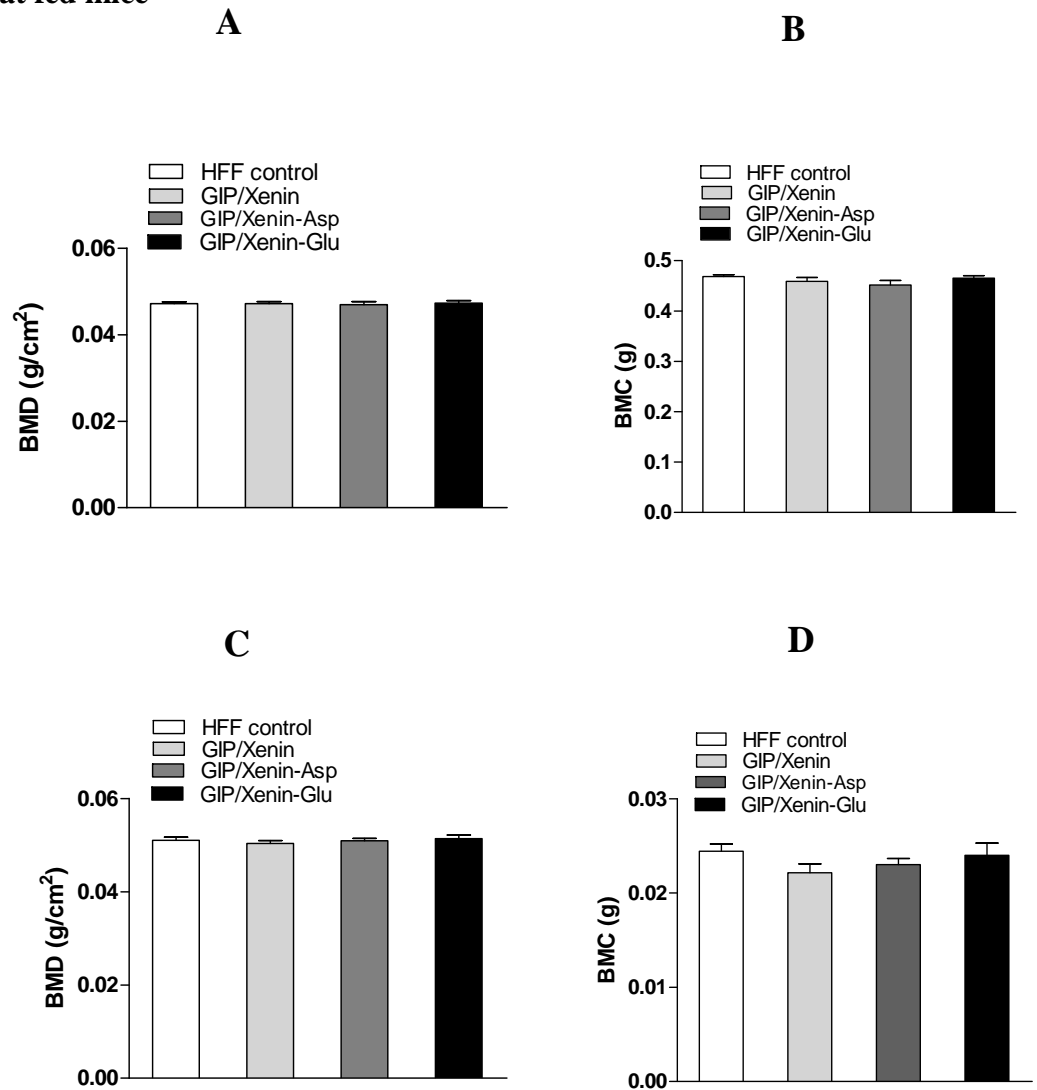 fed mice
A
B
HFF control
GIP/Xenin
GIP/Xenin-Asp
GIP/Xenin-Glu
0.06
0.04
0.02
0.00
BMD (g/cm²)
HFF control
GIP/Xenin
GIP/Xenin-Asp
GIP/Xenin-Glu
0.5
0.4
0.3
0.2
0.1
0.0
BMC (g)
C
D
HFF control
GIP/Xenin
GIP/Xenin-Asp
GIP/Xenin-Glu
0.06
0.04
0.02
0.00
BMD (g/cm²)
HFF control
GIP/Xenin
GIP/Xenin-Asp
GIP/Xenin-Glu
0.03
0.02
0.01
0.00
BMC (g)